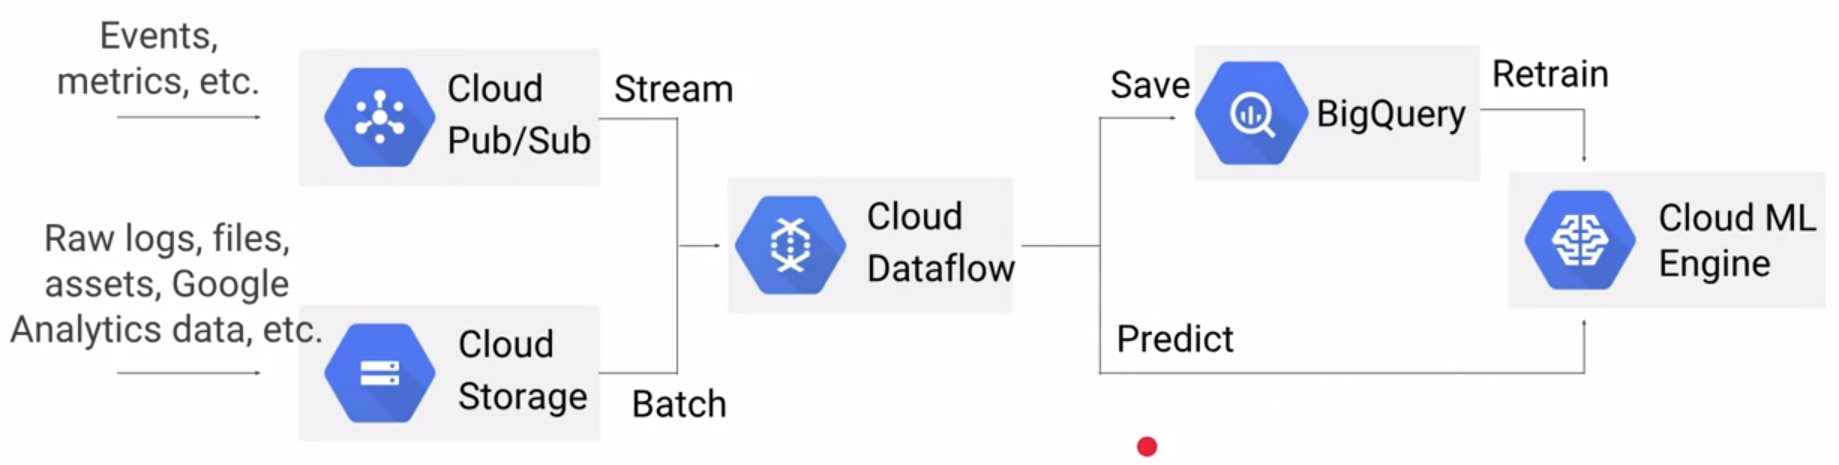 Events,
metrics, etc.
Cloud
Pub/Sub
Stream
Raw logs, files,
assets, Google
Analytics data, etc.
Cloud
Storage
Batch
Cloud
Dataflow
Save
BigQuery
Retrain
Cloud ML
Engine
Predict